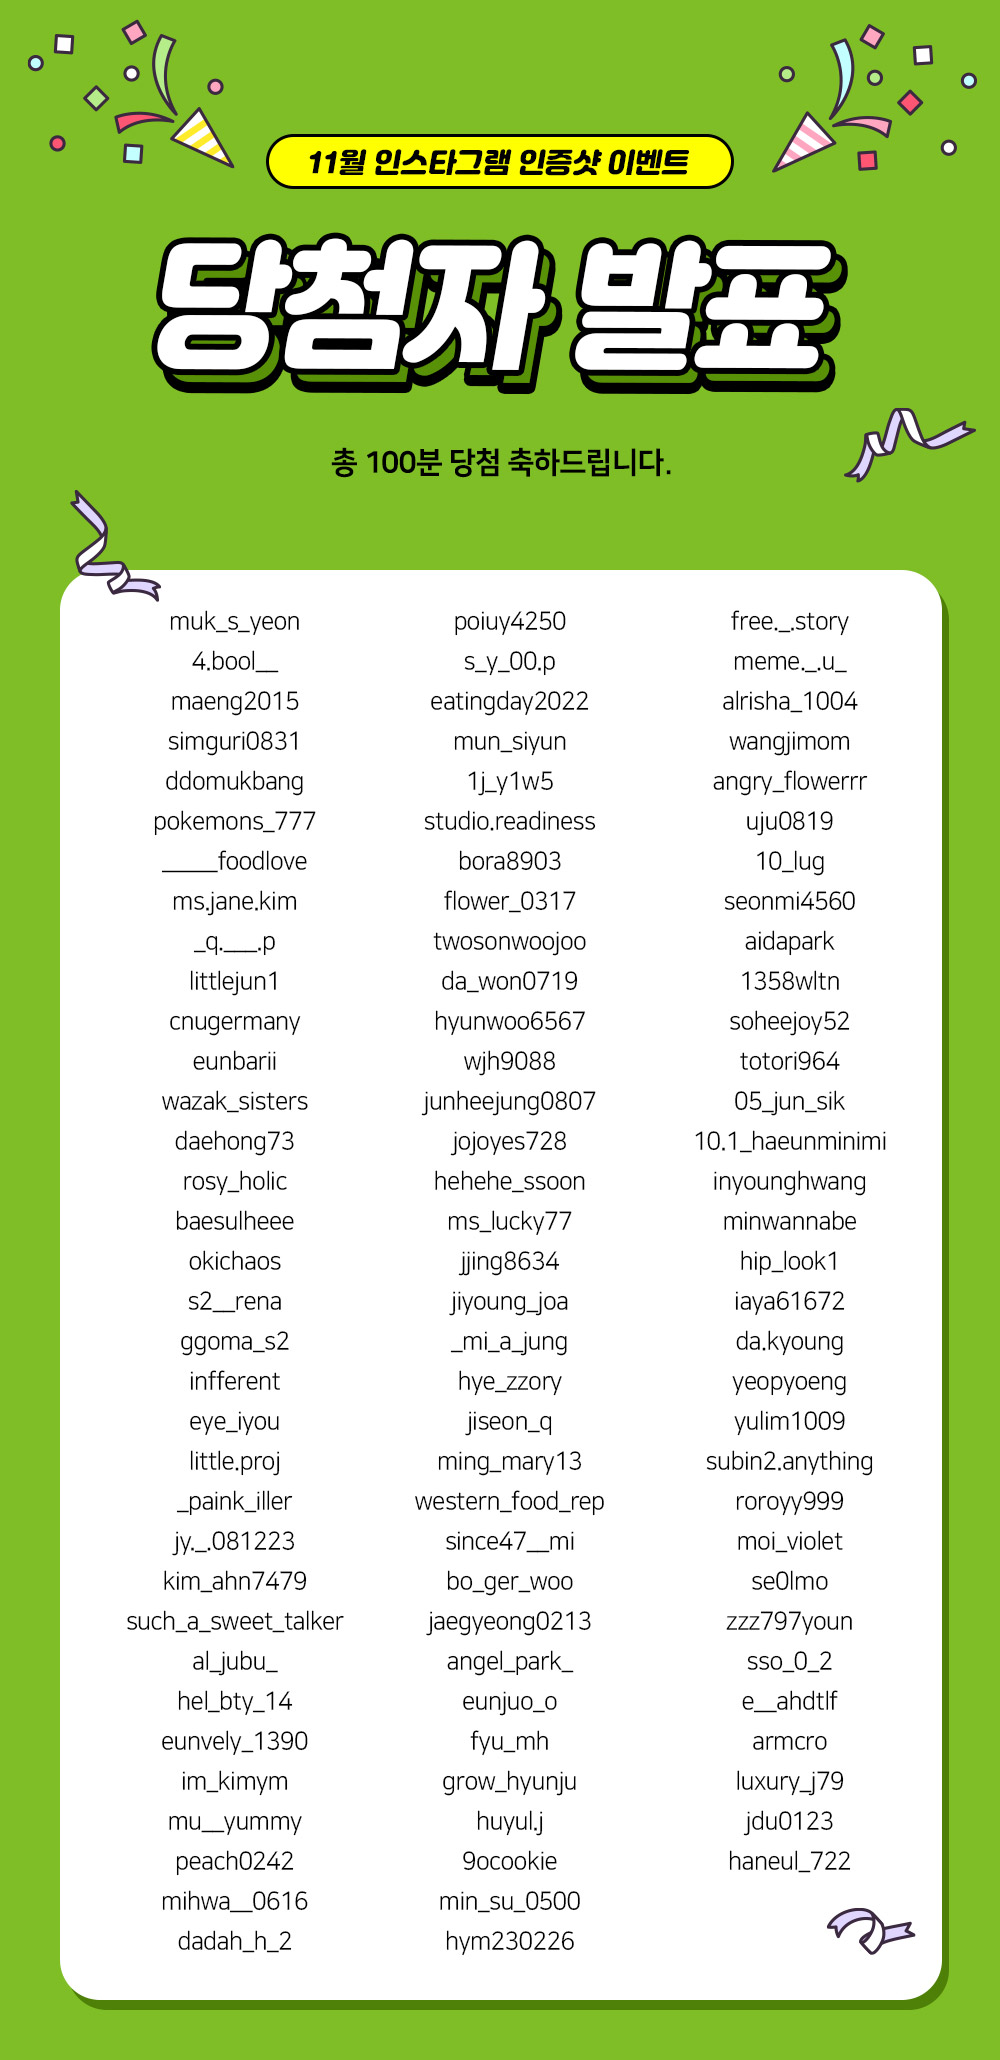 11월 인스타그램 인증샷 이벤트
당첨자 발표
총 100분 당첨 축하드립니다.
muk_s_yeon poiuy4250 free._.story
4.bool__ s_y_00.p meme._.u_
maeng2015 eatingday2022 alrisha_1004
simguri0831 mun_siyun wangjimom
ddomukbang 1j_y1w5 angry_flowerrr
pokemons_777 studio.readiness uju0819
_____foodlove bora8903 10_lug
ms.jane.kim flower_0317 seonmi4560
_q.___.p twosonwoojoo aidapark
littlejun1 da_won0719 1358wltn
cnugermany hyunwoo6567 soheejoy52
eunbarii wjh9088 totori964
wazak_sisters junheejung0807 05_jun_sik
daehong73 jojoyes728 10.1_haeunminimi
rosy_holic hehehe_ssoon inyounghwang
baesulheee ms_lucky77 minwannabe
okichaos jjing8634 hip_look1
s2__rena jiyoung_joa iaya61672
ggoma_s2 _mi_a_jung da.kyoung
infferent hye_zzory yeopyoeng
eye_iyou jiseon_q yulim1009
little.proj ming_mary13 subin2.anything
_paink_iller western_food_rep roroyy999
jy._.081223 since47__mi moi_violet
kim_ahn7479 bo_ger_woo se0lmo
such_a_sweet_talker jaegyeong0213 zzz797youn
al_jubu_ angel_park_ sso_0_2
hel_bty_14 eunjuo_o e__ahdtlf
eunvely_1390 fyu_mh armcro
im_kimym grow_hyunju luxury_j79
mu__yummy huyul.j jdu0123
peach0242 9ocookie haneul_722
mihwa__0616 min_su_0500
dadah_h_2 hym230226